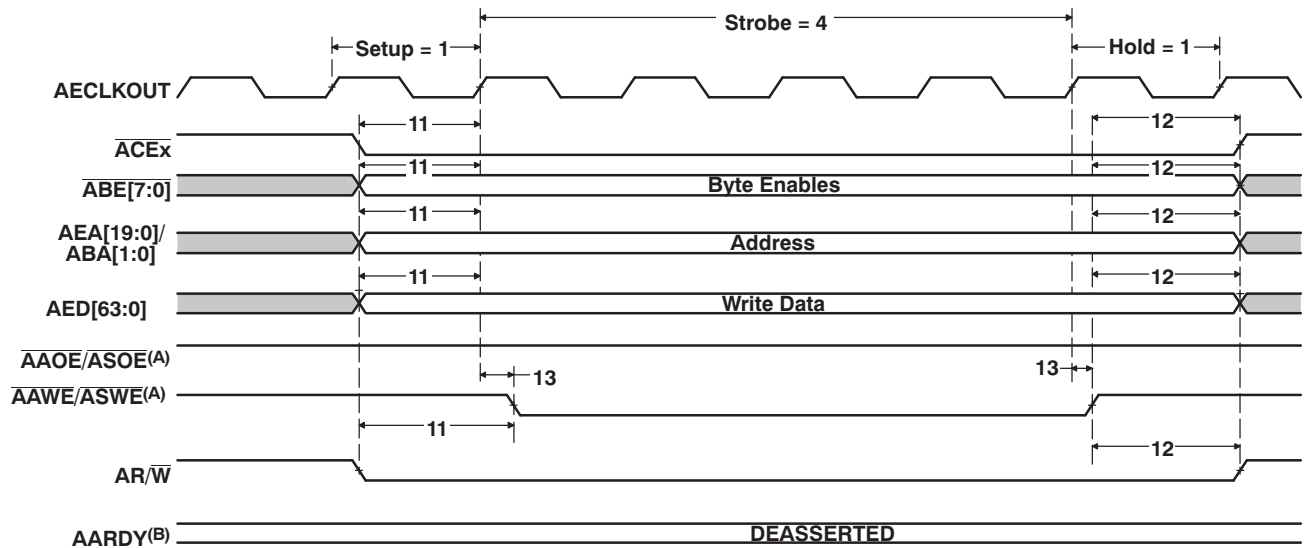 Strobe = 4
Setup = 1
Hold = 1
AECLKOUT
11
12
ACEx
11
12
ABE[7:0]
Byte Enables
11
12
AEA[19:0]/
ABA[1:0]
Address
11
12
AED[63:0]
Write Data
AAOE/ASOE(A)
13
13
AAWE/ASWE(A)
11
12
AR/W
AARDY(B)
DEASSERTED